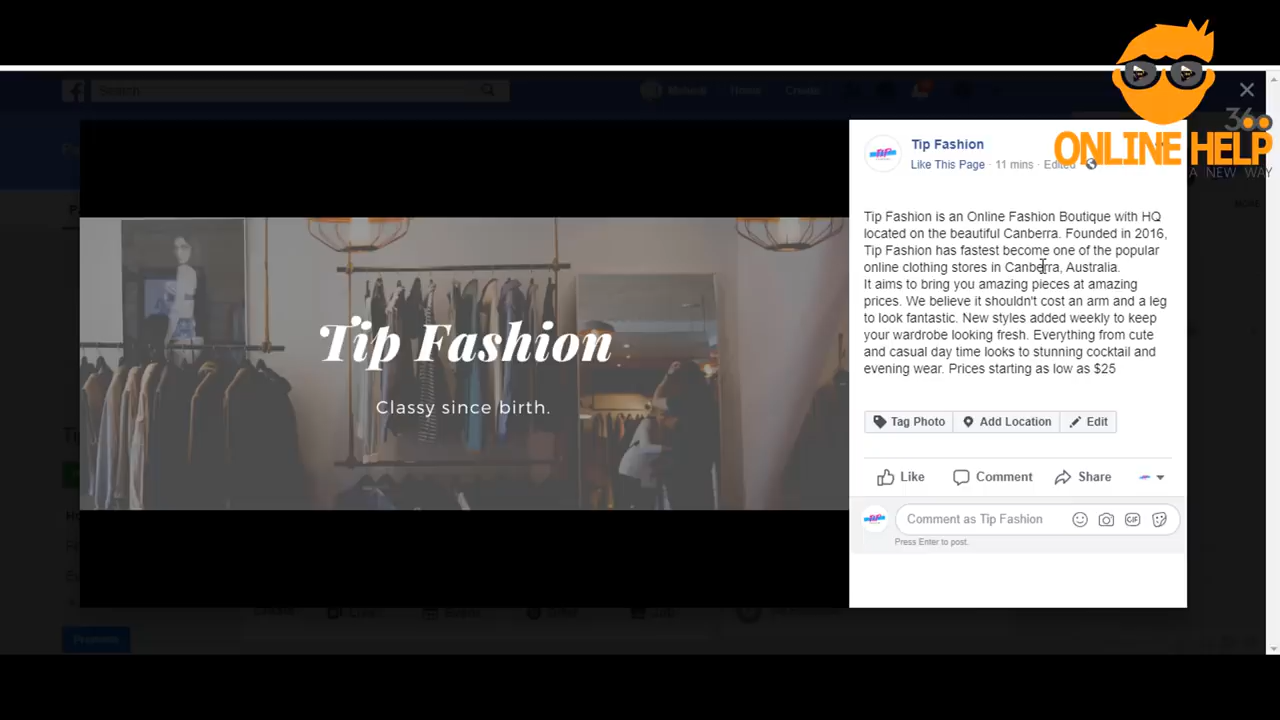 Search
Home
Create
ONLINE HELP
A NEW WAY
Tip Fashion
Like This Page · 11 mins · Edited
Tip Fashion is an Online Fashion Boutique with HQ
located on the beautiful Canberra. Founded in 2016,
Tip Fashion has fastest become one of the popular
online clothing stores in Canberra, Australia.
It aims to bring you amazing pieces at amazing
prices. We believe it shouldn't cost an arm and a leg
to look fantastic. New styles added weekly to keep
your wardrobe looking fresh. Everything from cute
and casual day time looks to stunning cocktail and
evening wear. Prices starting as low as $25
Tag Photo
Add Location
Edit
Like
Comment
Share
Comment as Tip Fashion
GIF
Press Enter to post.
Tip Fashion
Classy since birth.
Promote